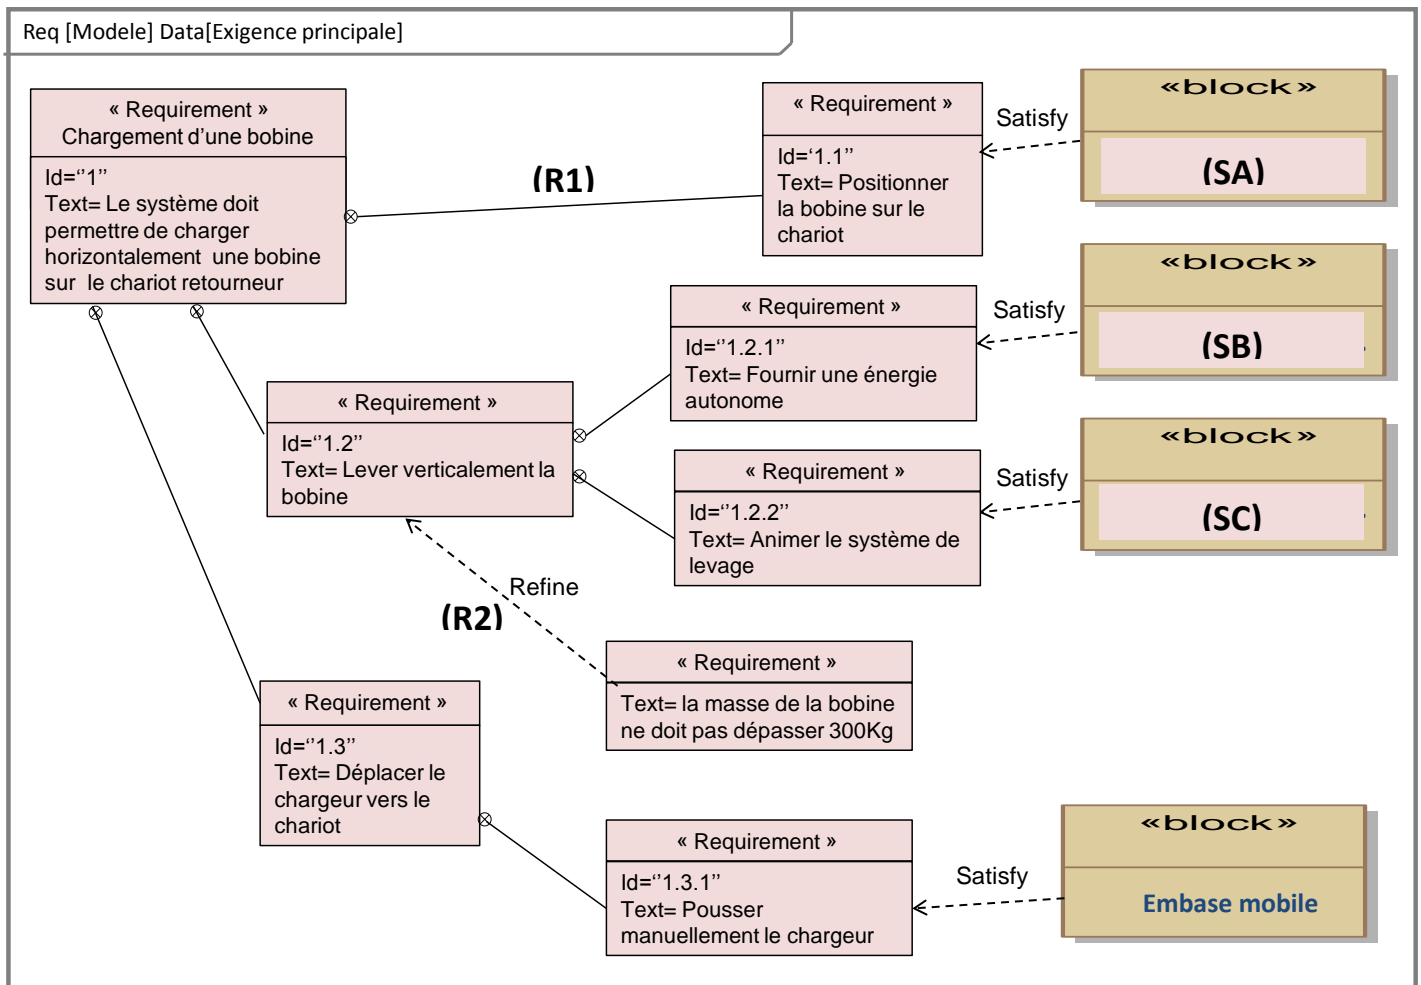 Req [Modele] Data[Exigence principale]
« Requirement »
Chargement d'une bobine
Id=‘'1’'
Text= Le système doit
permettre de charger
horizontalement une bobine
sur le chariot retourneur
(R1)
« Requirement »
Id=‘1.1’'
Text= Positionner
la bobine sur le
chariot
Satisfy
«block»
(SA)
« Requirement »
Id=‘'1.2.1’'
Text= Fournir une énergie
autonome
Satisfy
«block»
(SB)
« Requirement »
Id=‘'1.2’'
Text= Lever verticalement la
bobine
« Requirement »
Id=‘'1.2.2’'
Text= Animer le système de
levage
Satisfy
«block»
(SC)
Refine
(R2)
« Requirement »
Text= la masse de la bobine
ne doit pas dépasser 300Kg
« Requirement »
Id=‘'1.3’'
Text= Déplacer le
chargeur vers le
chariot
« Requirement »
Id=‘'1.3.1’'
Text= Pousser
manuellement le chargeur
Satisfy
«block»
Embase mobile